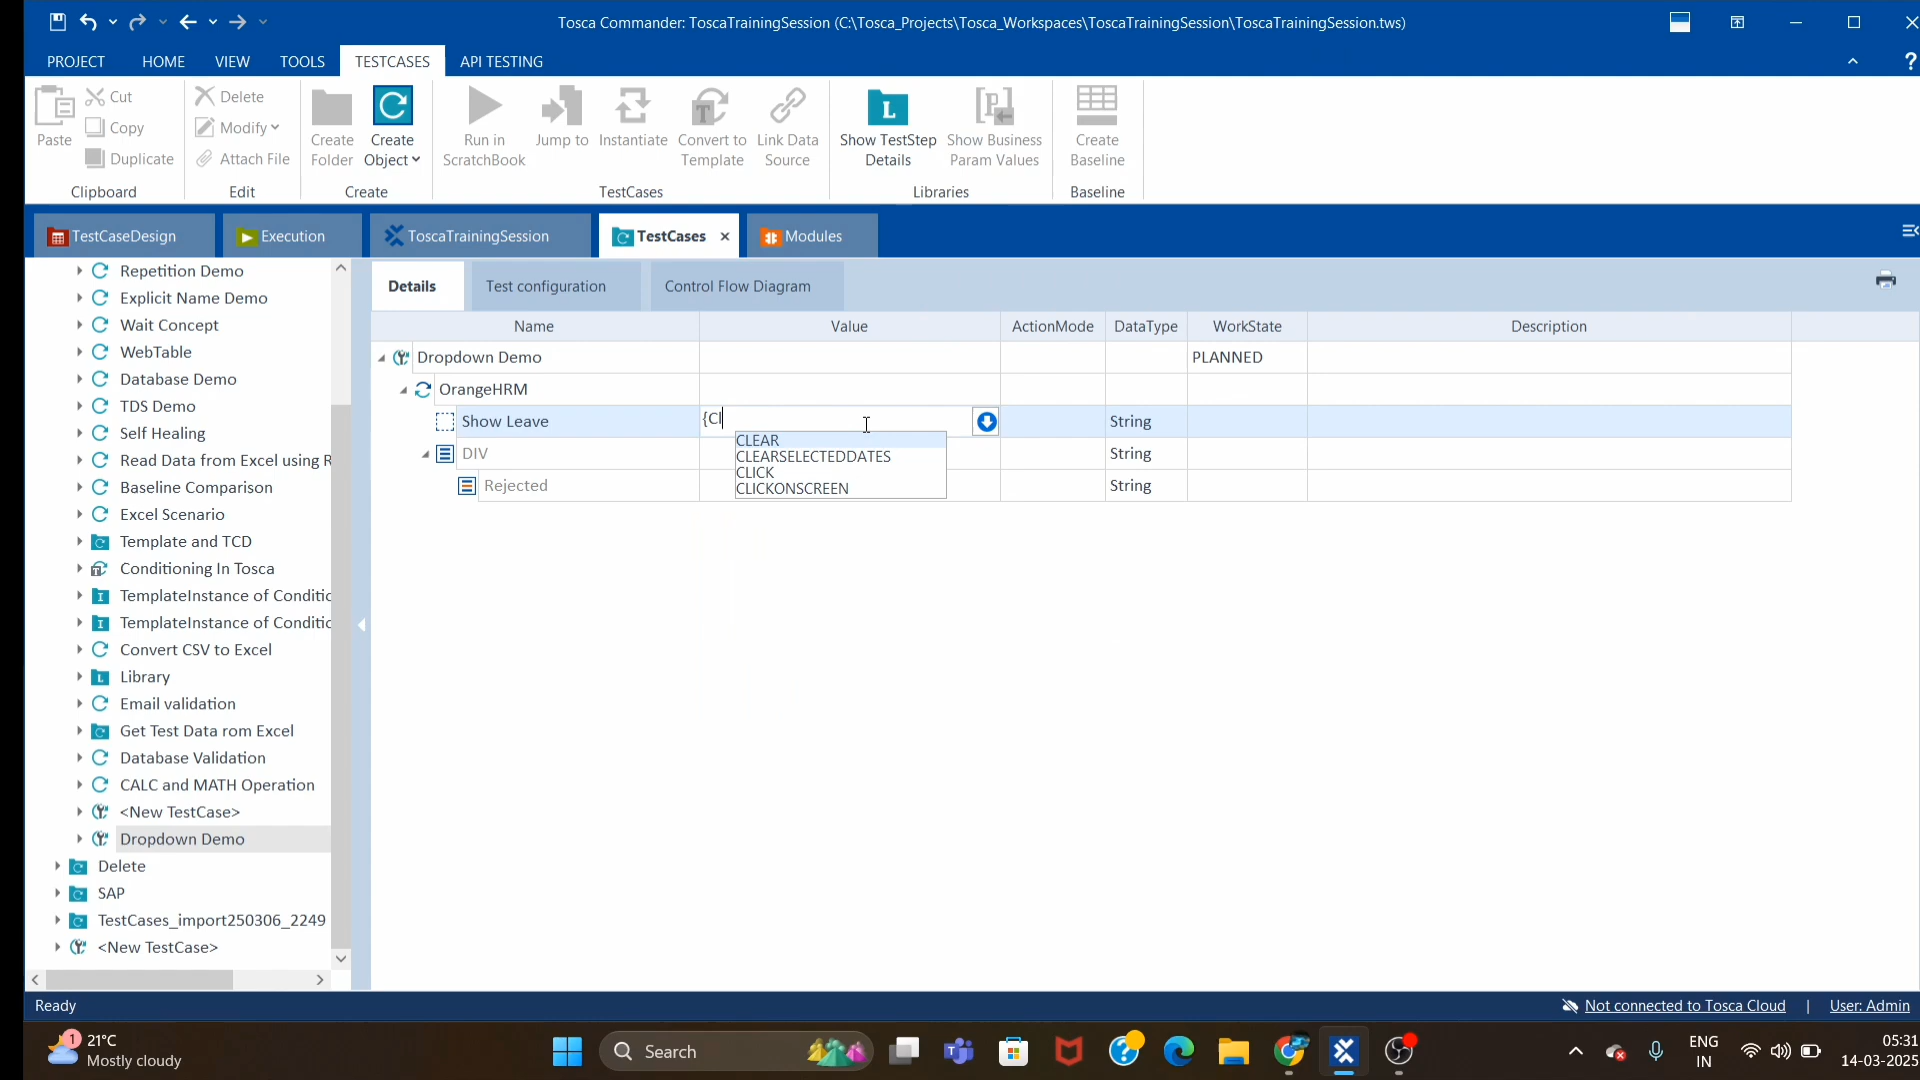 Tosca Commander: ToscaTrainingSession (C:\Tosca_Projects\Tosca_Workspaces\ToscaTrainingSession\ToscaTrainingSession.tws)
PROJECT HOME VIEW TOOLS TESTCASES API TESTING
Paste
Cut
Copy
Duplicate
Clipboard
Delete
Modify
Attach File
Edit
Create Folder
Create Object
Create
Run in ScratchBook
Jump to
Instantiate
Convert to Template
Link Data Source
TestCases
Show TestStep Details
Show Business Param Values
Libraries
Create Baseline
Baseline
TestCaseDesign Execution ToscaTrainingSession TestCases Modules
Repetition Demo
Explicit Name Demo
Wait Concept
WebTable
Database Demo
TDS Demo
Self Healing
Read Data from Excel using R
Baseline Comparison
Excel Scenario
Template and TCD
Conditioning In Tosca
TemplateInstance of Conditic
TemplateInstance of Conditic
Convert CSV to Excel
Library
Email validation
Get Test Data rom Excel
Database Validation
CALC and MATH Operation
<New TestCase>
Dropdown Demo
Delete
SAP
TestCases_import250306_2249
<New TestCase>
Details Test configuration Control Flow Diagram
Name Value ActionMode DataType WorkState Description
Dropdown Demo PLANNED
OrangeHRM
Show Leave {Cl String
CLEAR
CLEARSELECTEDDATES
CLICK
CLICKONSCREEN
DIV String
Rejected String
Ready Not connected to Tosca Cloud | User: Admin
1
21°C
Mostly cloudy
Search
ENG
IN
05:31
14-03-2025